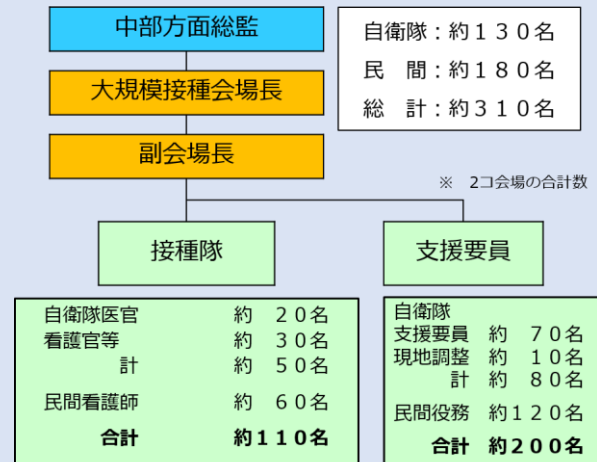 中部方面総監
大規模接種会場長
副会場長
自衛隊：約１３０名
民　間：約１８０名
総　計：約３１０名
※　2コ会場の合計数
接種隊
支援要員
自衛隊医官　約　２０名
看護官等　約　３０名
計　約　５０名
民間看護師　約　６０名
合計　約１１０名
自衛隊
支援要員　約　７０名
現地調整　約　１０名
計　約　８０名
民間役務　約１２０名
合計　約２００名